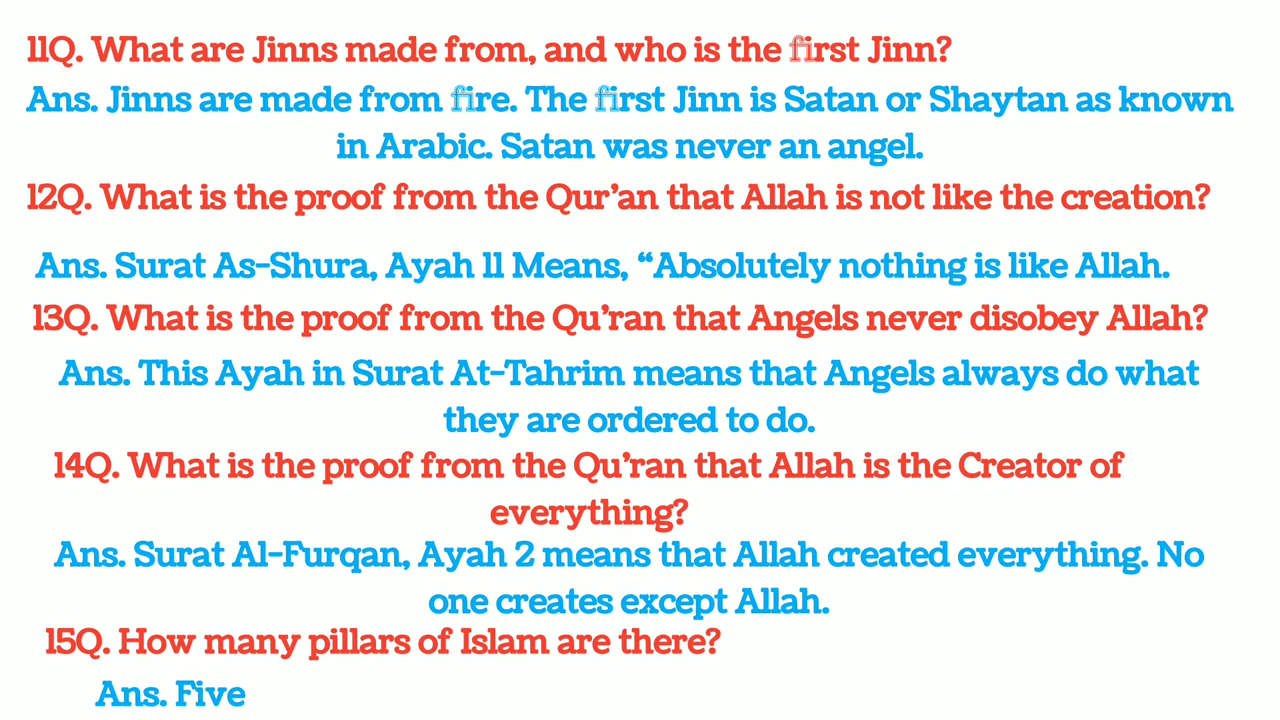 11Q. What are Jinns made from, and who is the first Jinn?
Ans. Jinns are made from fire. The first Jinn is Satan or Shaytan as known
in Arabic. Satan was never an angel.
12Q. What is the proof from the Qur’an that Allah is not like the creation?
Ans. Surat As-Shura, Ayah 11 Means, “Absolutely nothing is like Allah.
13Q. What is the proof from the Qu’ran that Angels never disobey Allah?
Ans. This Ayah in Surat At-Tahrim means that Angels always do what
they are ordered to do.
14Q. What is the proof from the Qu’ran that Allah is the Creator of
everything?
Ans. Surat Al-Furqan, Ayah 2 means that Allah created everything. No
one creates except Allah.
15Q. How many pillars of Islam are there?
Ans. Five